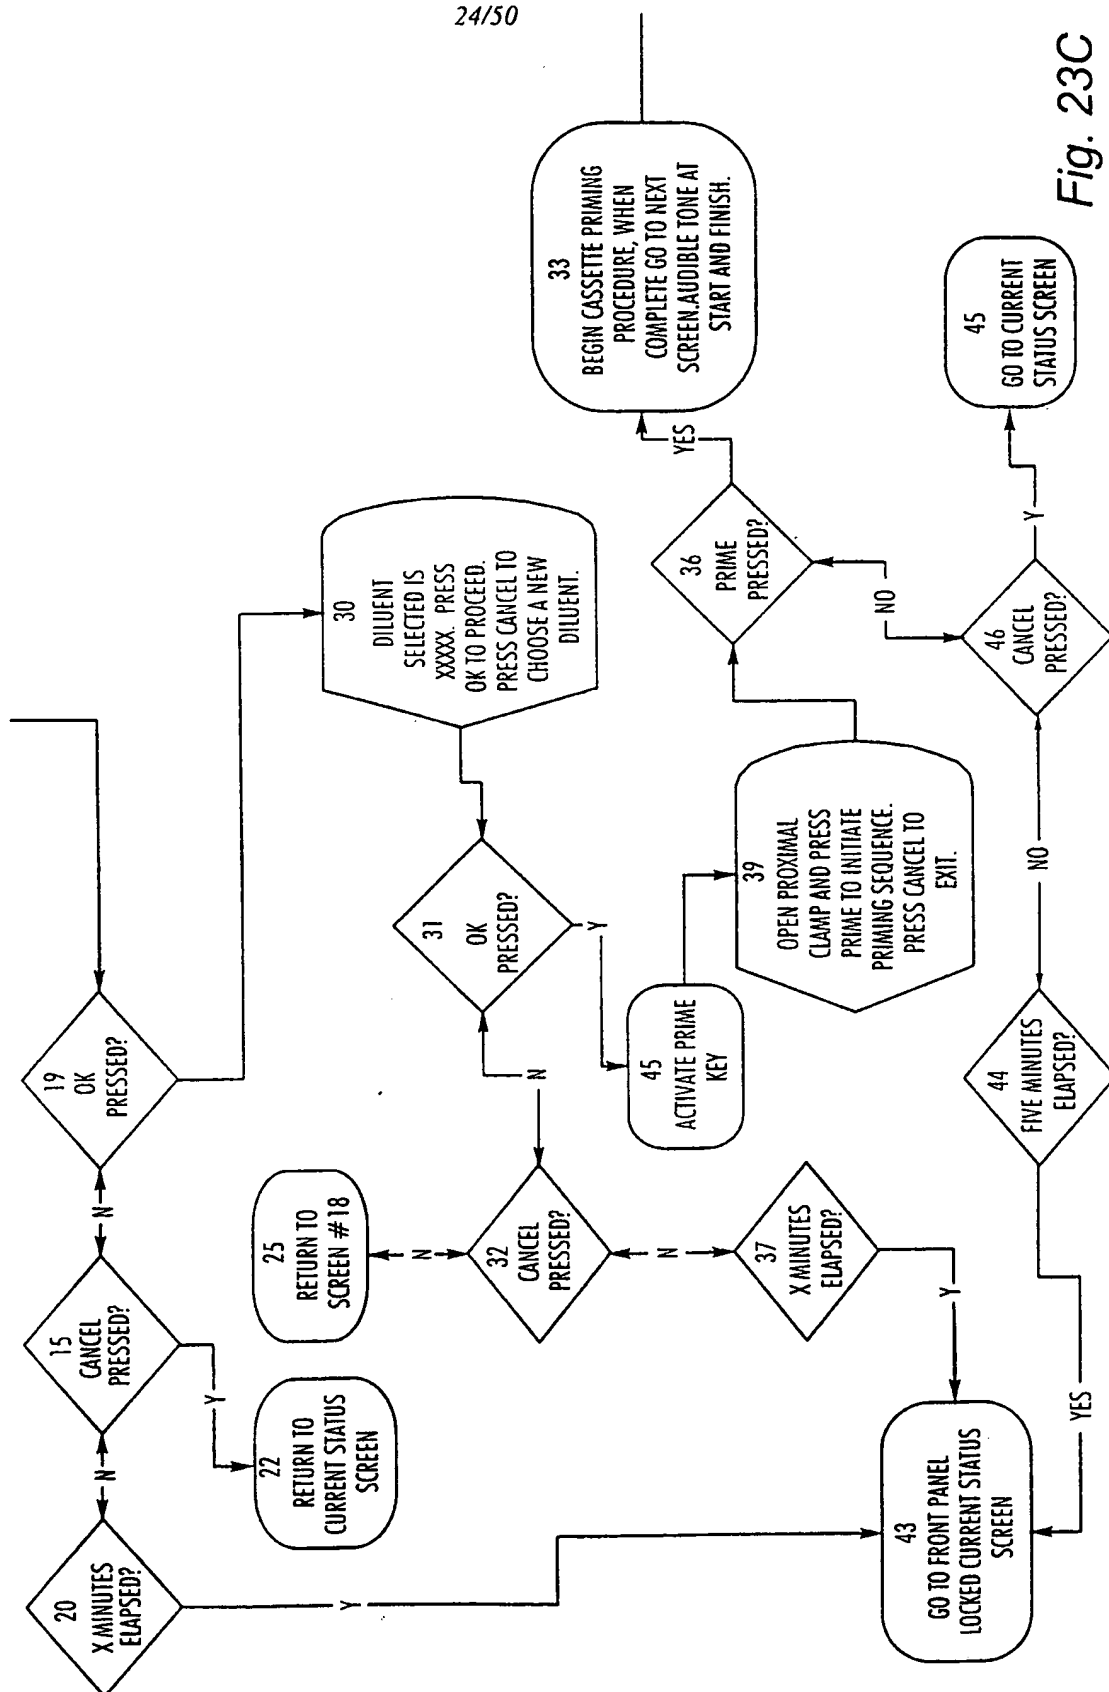 24/50
20
X MINUTES
ELAPSED?
N
15
CANCEL
PRESSED?
N
19
OK
PRESSED?
Y
22
RETURN TO
CURRENT STATUS
SCREEN
25
RETURN TO
SCREEN #18
N
30
DILUENT
SELECTED IS
XXXXX. PRESS
OK TO PROCEED.
PRESS CANCEL TO
CHOOSE A NEW
DILUENT.
Y
32
CANCEL
PRESSED?
N
31
OK
PRESSED?
Y
N
37
X MINUTES
ELAPSED?
Y
45
ACTIVATE PRIME
KEY
39
OPEN PROXIMAL
CLAMP AND PRESS
PRIME TO INITIATE
PRIMING SEQUENCE.
PRESS CANCEL TO
EXIT.
36
PRIME
PRESSED?
YES
33
BEGIN CASSETTE PRIMING
PROCEDURE, WHEN
COMPLETE GO TO NEXT
SCREEN.AUDIBLE TONE AT
START AND FINISH.
NO
43
GO TO FRONT PANEL
LOCKED CURRENT STATUS
SCREEN
YES
44
FIVE MINUTES
ELAPSED?
NO
46
CANCEL
PRESSED?
Y
45
GO TO CURRENT
STATUS SCREEN
Fig. 23C